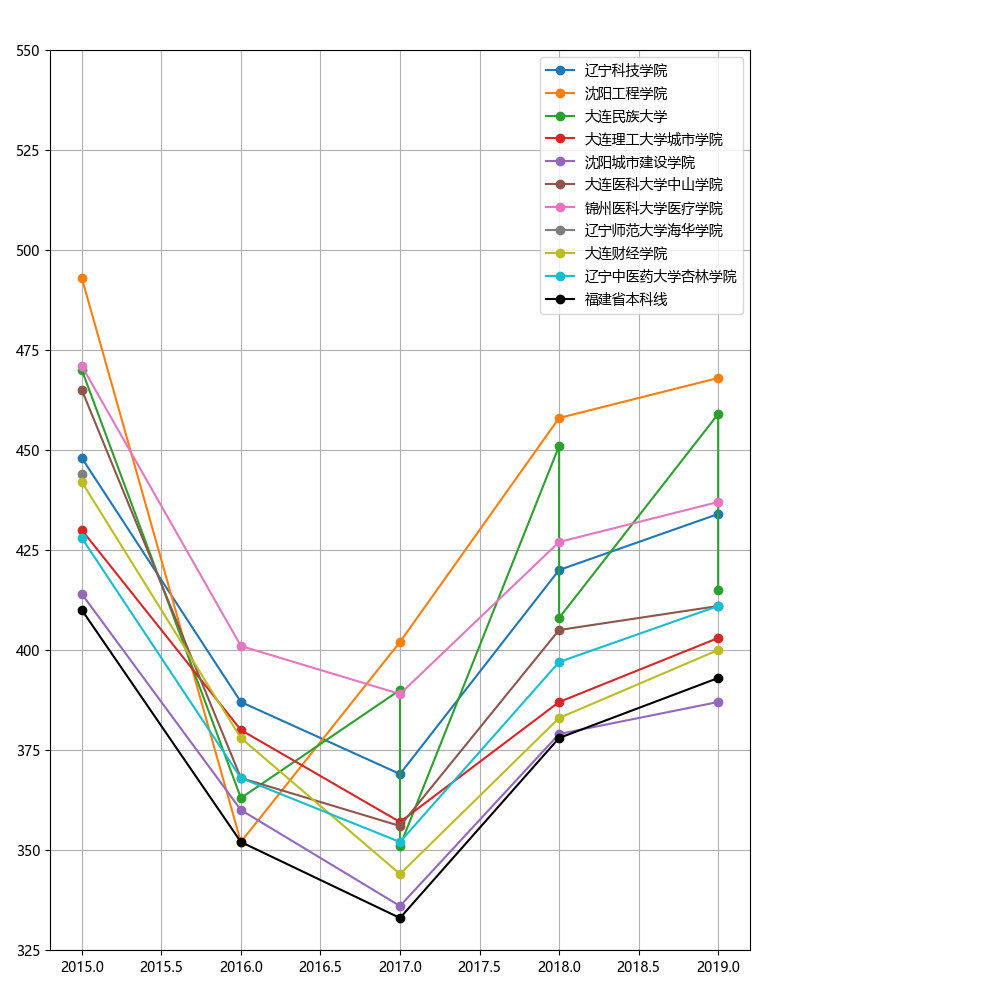 550
525
500
475
450
425
400
375
350
325
2015.0
2015.5
2016.0
2016.5
2017.0
2017.5
2018.0
2018.5
2019.0
辽宁科技学院
沈阳工程学院
大连民族大学
大连理工大学城市学院
沈阳城市建设学院
大连医科大学中山学院
锦州医科大学医疗学院
辽宁师范大学海华学院
大连财经学院
辽宁中医药大学杏林学院
福建省本科线